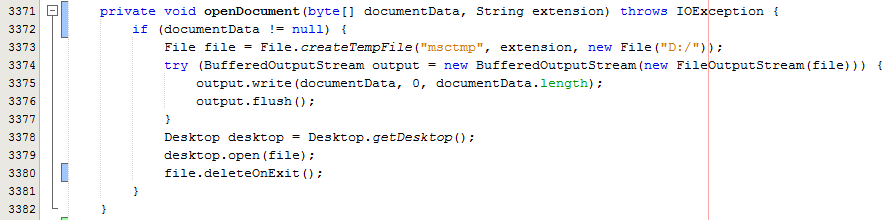 3371 private void openDocument(byte[] documentData, String extension) throws IOException {
3372 if (documentData != null) {
3373 File file = File.createTempFile("msctmp", extension, new File("D:/"));
3374 try (BufferedOutputStream output = new BufferedOutputStream(new FileOutputStream(file))) {
3375 output.write(documentData, 0, documentData.length);
3376 output.flush();
3377 }
3378 Desktop desktop = Desktop.getDesktop();
3379 desktop.open(file);
3380 file.deleteOnExit();
3381 }
3382 }